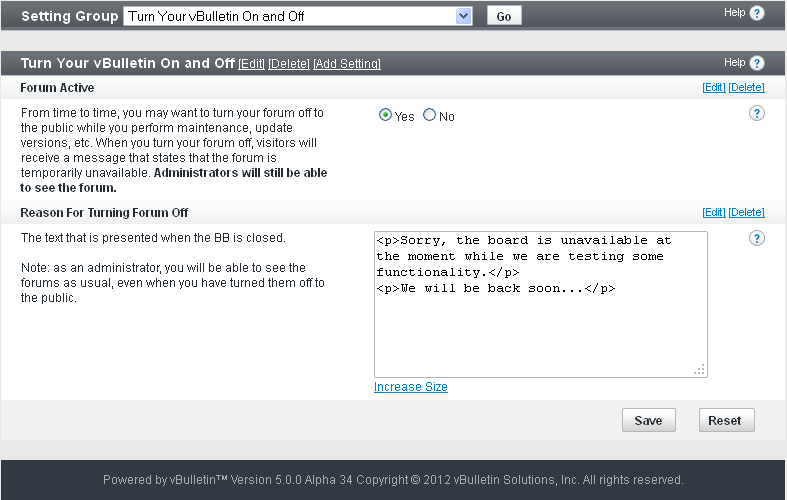 Setting Group Turn Your vBulletin On and Off Go Help ?
Turn Your vBulletin On and Off [Edit] [Delete] [Add Setting] Help ?
Forum Active [Edit] [Delete]
From time to time, you may want to turn your forum off to
the public while you perform maintenance, update
versions, etc. When you turn your forum off, visitors will
receive a message that states that the forum is
temporarily unavailable. Administrators will still be able
to see the forum.
Yes No ?
Reason For Turning Forum Off [Edit] [Delete]
The text that is presented when the BB is closed.
Note: as an administrator, you will be able to see the
forums as usual, even when you have turned them off to
the public.
<p>Sorry, the board is unavailable at
the moment while we are testing some
functionality.</p>
<p>We will be back soon...</p>
?
Increase Size
Save Reset
Powered by vBulletin™ Version 5.0.0 Alpha 34 Copyright © 2012 vBulletin Solutions, Inc. All rights reserved.